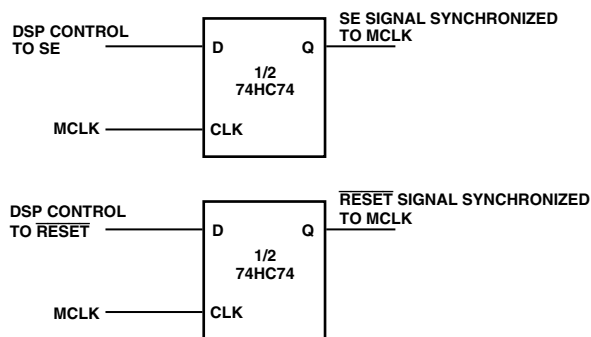 DSP CONTROL
TO SE
D
Q
1/2
74HC74
MCLK
CLK
SE SIGNAL SYNCHRONIZED
TO MCLK
DSP CONTROL
TO RESET
D
Q
1/2
74HC74
MCLK
CLK
RESET SIGNAL SYNCHRONIZED
TO MCLK